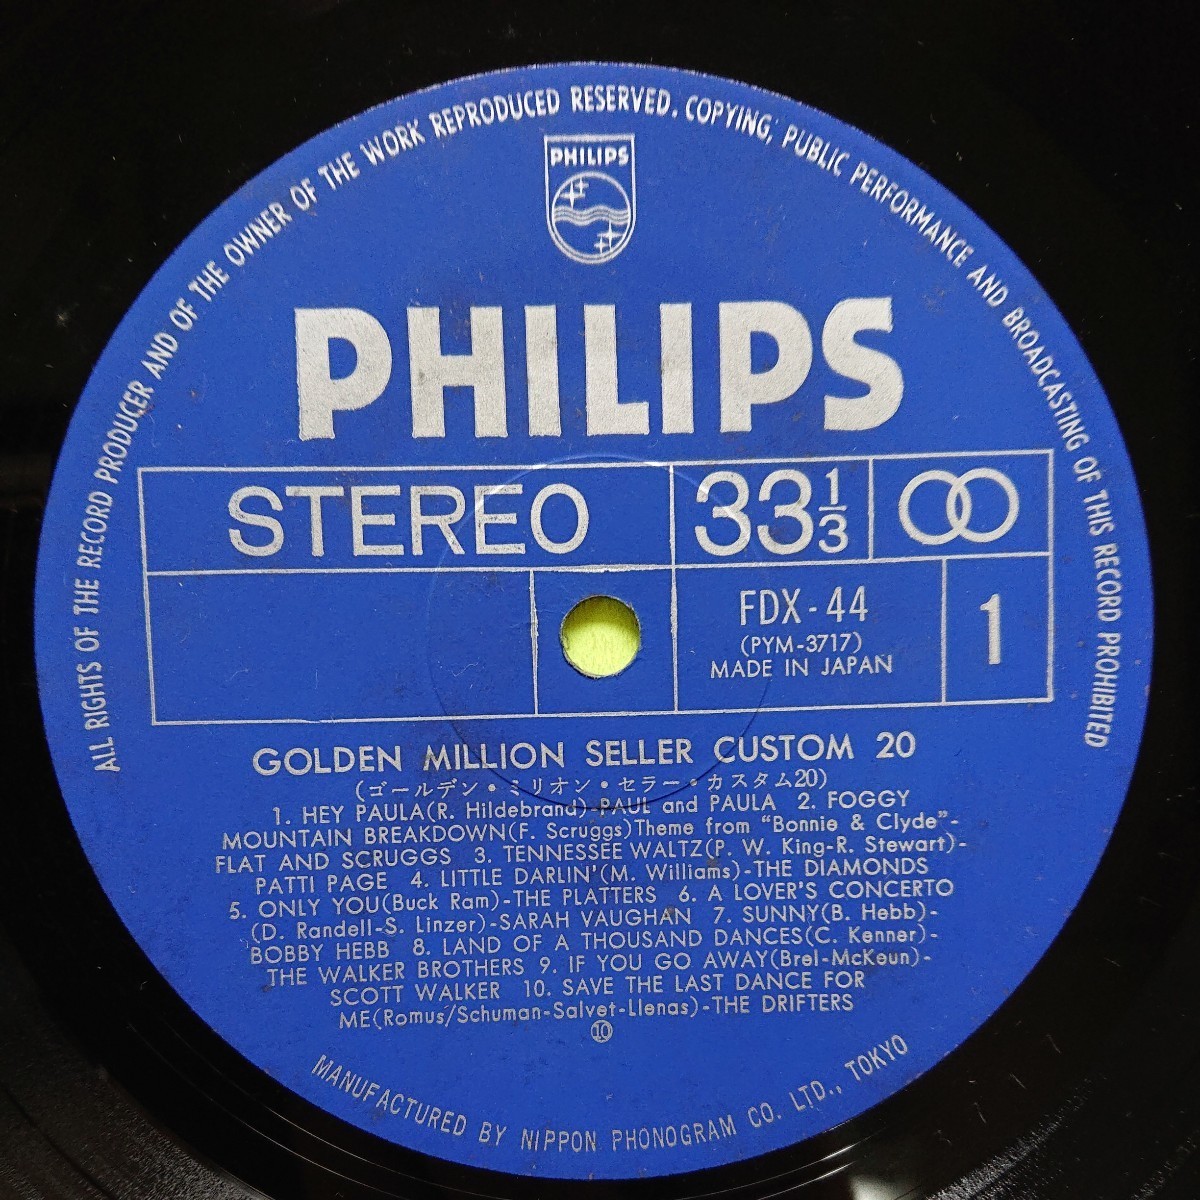 ALL RIGHTS OF THE RECORD PRODUCER AND OF THE OWNER OF THE WORK REPRODUCED RESERVED. COPYING, PUBLIC PERFORMANCE AND BROADCASTING OF THIS RECORD PROHIBITED
PHILIPS
PHILIPS
STEREO
33 1/3
FDX-44
(PYM-3717)
MADE IN JAPAN
1
GOLDEN MILLION SELLER CUSTOM 20
(ゴールデン・ミリオン・セラー・カスタム20)
1. HEY PAULA(R. Hildebrand)-PAUL and PAULA 2. FOGGY
MOUNTAIN BREAKDOWN(F. Scruggs)Theme from "Bonnie & Clyde"-
FLAT AND SCRUGGS 3. TENNESSEE WALTZ(P. W. King-R. Stewart)-
PATTI PAGE 4. LITTLE DARLIN'(M. Williams)-THE DIAMONDS
5. ONLY YOU(Buck Ram)-THE PLATTERS 6. A LOVER'S CONCERTO
(D. Randell-S. Linzer)-SARAH VAUGHAN 7. SUNNY(B. Hebb)-
BOBBY HEBB 8. LAND OF A THOUSAND DANCES(C. Kenner)-
THE WALKER BROTHERS 9. IF YOU GO AWAY(Brel-McKeun)-
SCOTT WALKER 10. SAVE THE LAST DANCE FOR
ME(Romus/Schuman-Salvet-Llenas)-THE DRIFTERS
⑩
MANUFACTURED BY NIPPON PHONOGRAM CO. LTD., TOKYO